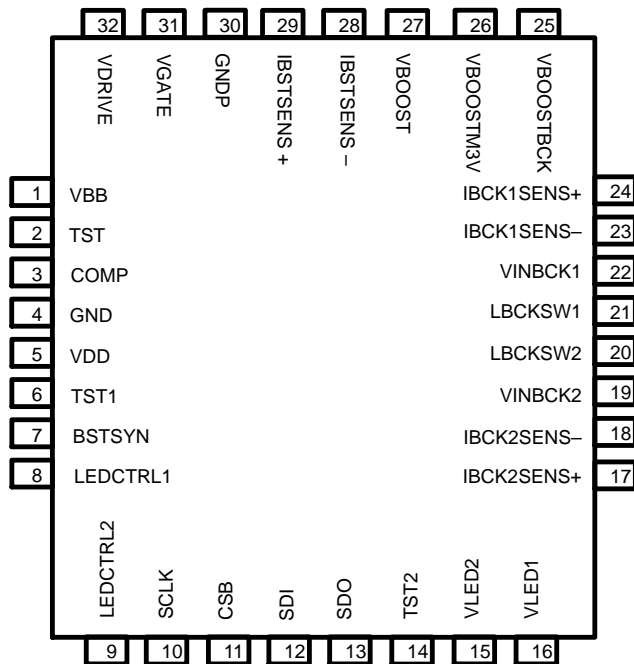 32 31 30 29 28 27 26 25
VDRIVE
VGATE
GNDP
IBSTSENS +
IBSTSENS –
VBOOST
VBOOSTM3V
VBOOSTBCK
1 VBB
2 TST
3 COMP
4 GND
5 VDD
6 TST1
7 BSTSYN
8 LEDCTRL1
IBCK1SENS+ 24
IBCK1SENS– 23
VINBCK1 22
LBCKSW1 21
LBCKSW2 20
VINBCK2 19
IBCK2SENS– 18
IBCK2SENS+ 17
LEDCTRL2
SCLK
CSB
SDI
SDO
TST2
VLED2
VLED1
9 10 11 12 13 14 15 16